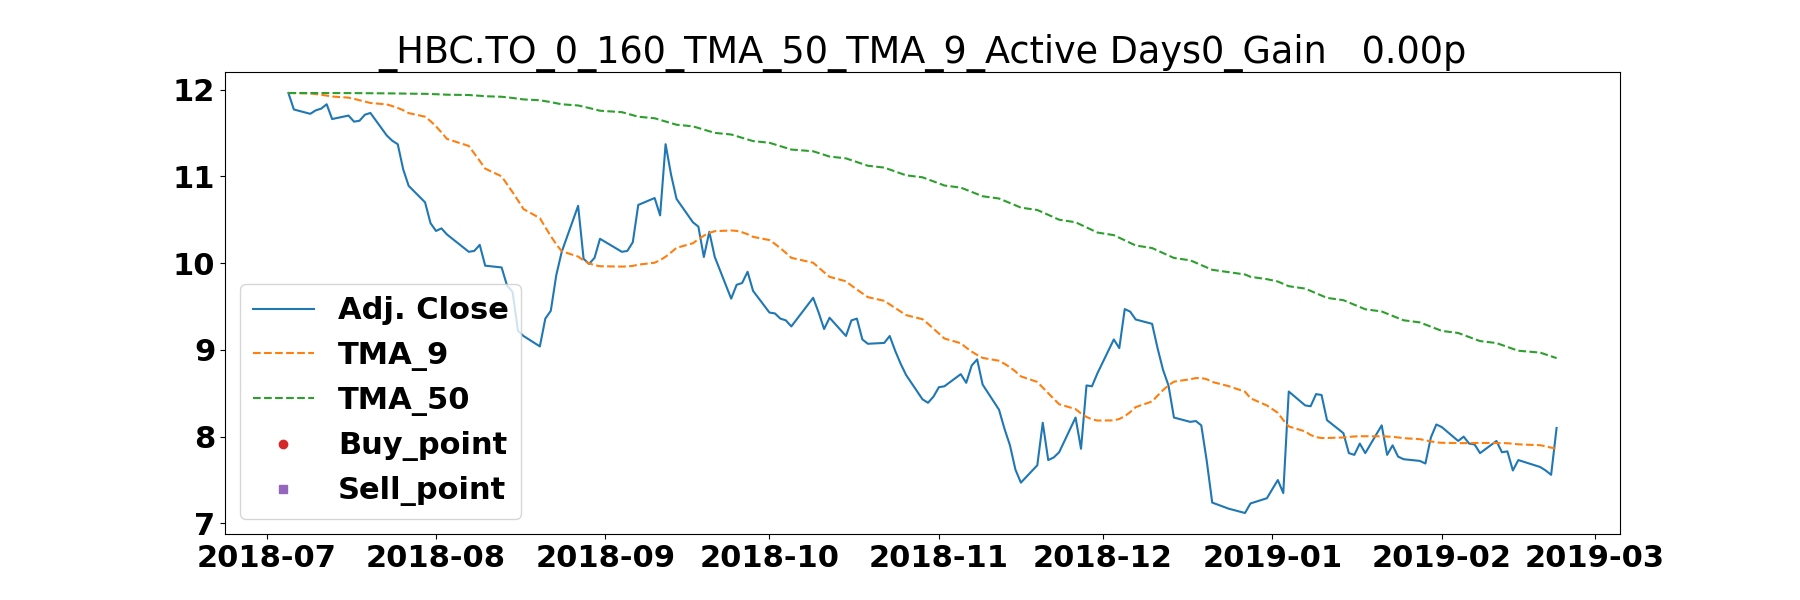 _HBC.TO_0_160_TMA_50_TMA_9_Active Days0_Gain   0.00p
12
11
10
9
8
7
Adj. Close
TMA_9
TMA_50
Buy_point
Sell_point
2018-07 2018-08 2018-09 2018-10 2018-11 2018-12 2019-01 2019-02 2019-03